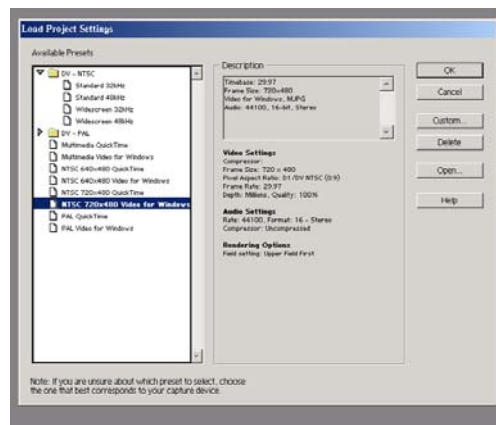 Load Project Settings
Available Presets
DV - NTSC
Standard 32kHz
Standard 48kHz
Widescreen 32kHz
Widescreen 48kHz
DV - PAL
Multimedia QuickTime
Multimedia Video for Windows
NTSC 640x480 QuickTime
NTSC 640x480 Video for Windows
NTSC 720x480 QuickTime
NTSC 720x480 Video for Windows
PAL QuickTime
PAL Video for Windows
Description
Timebase: 29.97
Frame Size: 720x480
Video for Windows, MJPG
Audio: 44100, 16-bit, Stereo
Video Settings
Compressor:
Frame Size: 720 x 480
Pixel Aspect Ratio: D1/DV NTSC (0.9)
Frame Rate: 29.97
Depth: Millions, Quality: 100%
Audio Settings
Rate: 44100, Format: 16 - Stereo
Compressor: Uncompressed
Rendering Options
Field setting: Upper Field First
OK
Cancel
Custom...
Delete
Open...
Help
Note: If you are unsure about which preset to select, choose
the one that best corresponds to your capture device.